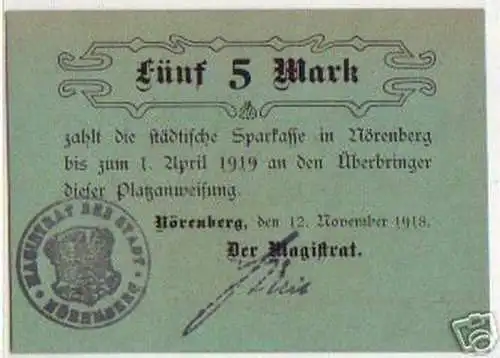 Fünf 5 Mark
zahlt die städtische Sparkasse in Nörenberg
bis zum 1. April 1919 an den Überbringer
dieser Platzanweisung.
Nörenberg, den 12. November 1918.
Der Magistrat.
MAGISTRAT DER STADT
NÖRENBERG